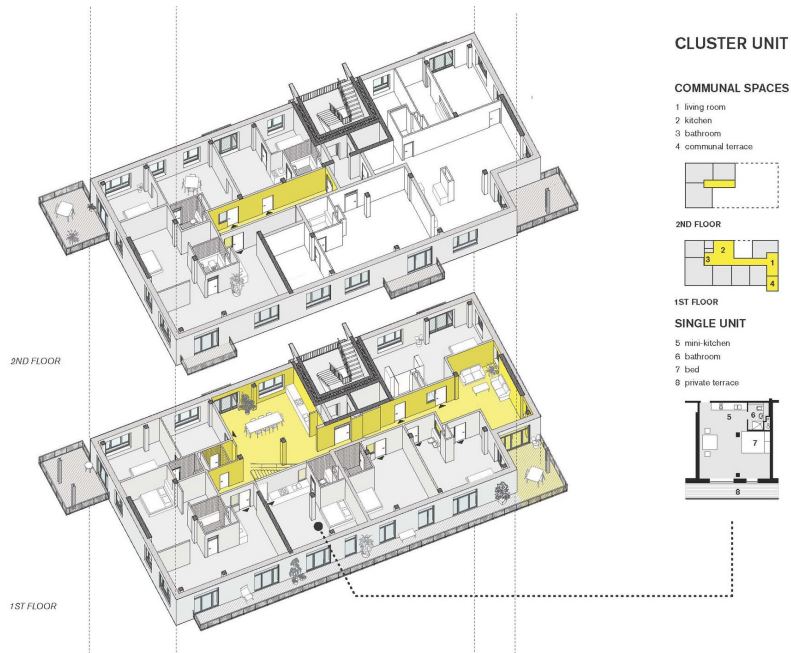 CLUSTER UNIT
COMMUNAL SPACES
1 living room
2 kitchen
3 bathroom
4 communal terrace
2ND FLOOR
2
3
1
4
1ST FLOOR
SINGLE UNIT
5 mini-kitchen
6 bathroom
7 bed
8 private terrace
5
6
7
8
2ND FLOOR
1ST FLOOR